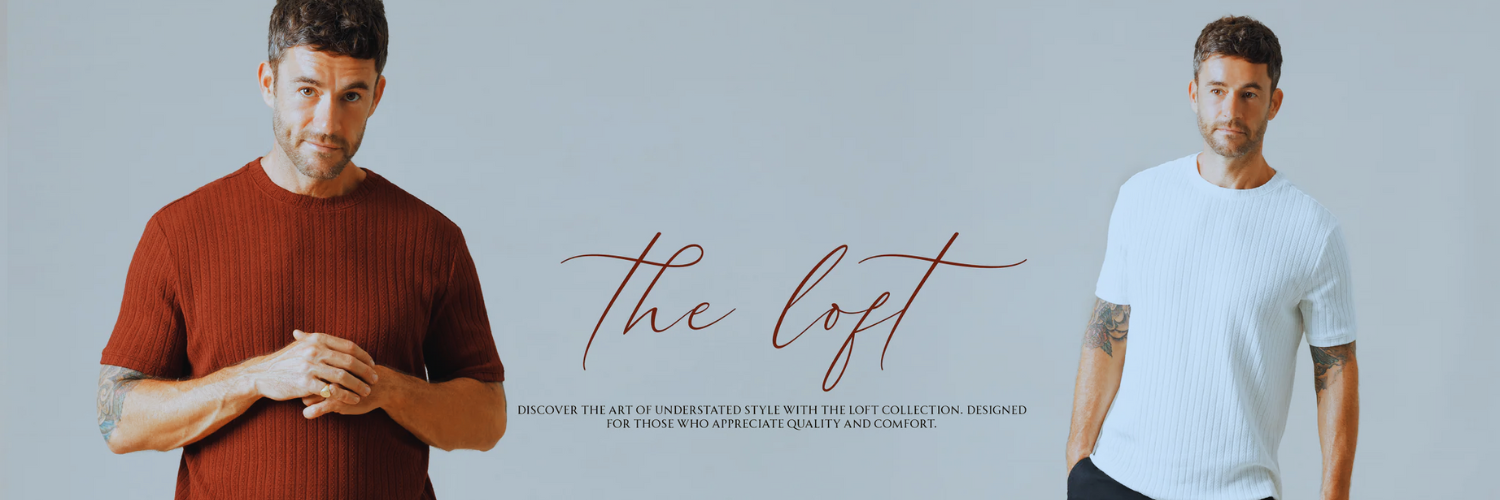 the loft
DISCOVER THE ART OF UNDERSTATED STYLE WITH THE LOFT COLLECTION. DESIGNED
FOR THOSE WHO APPRECIATE QUALITY AND COMFORT.